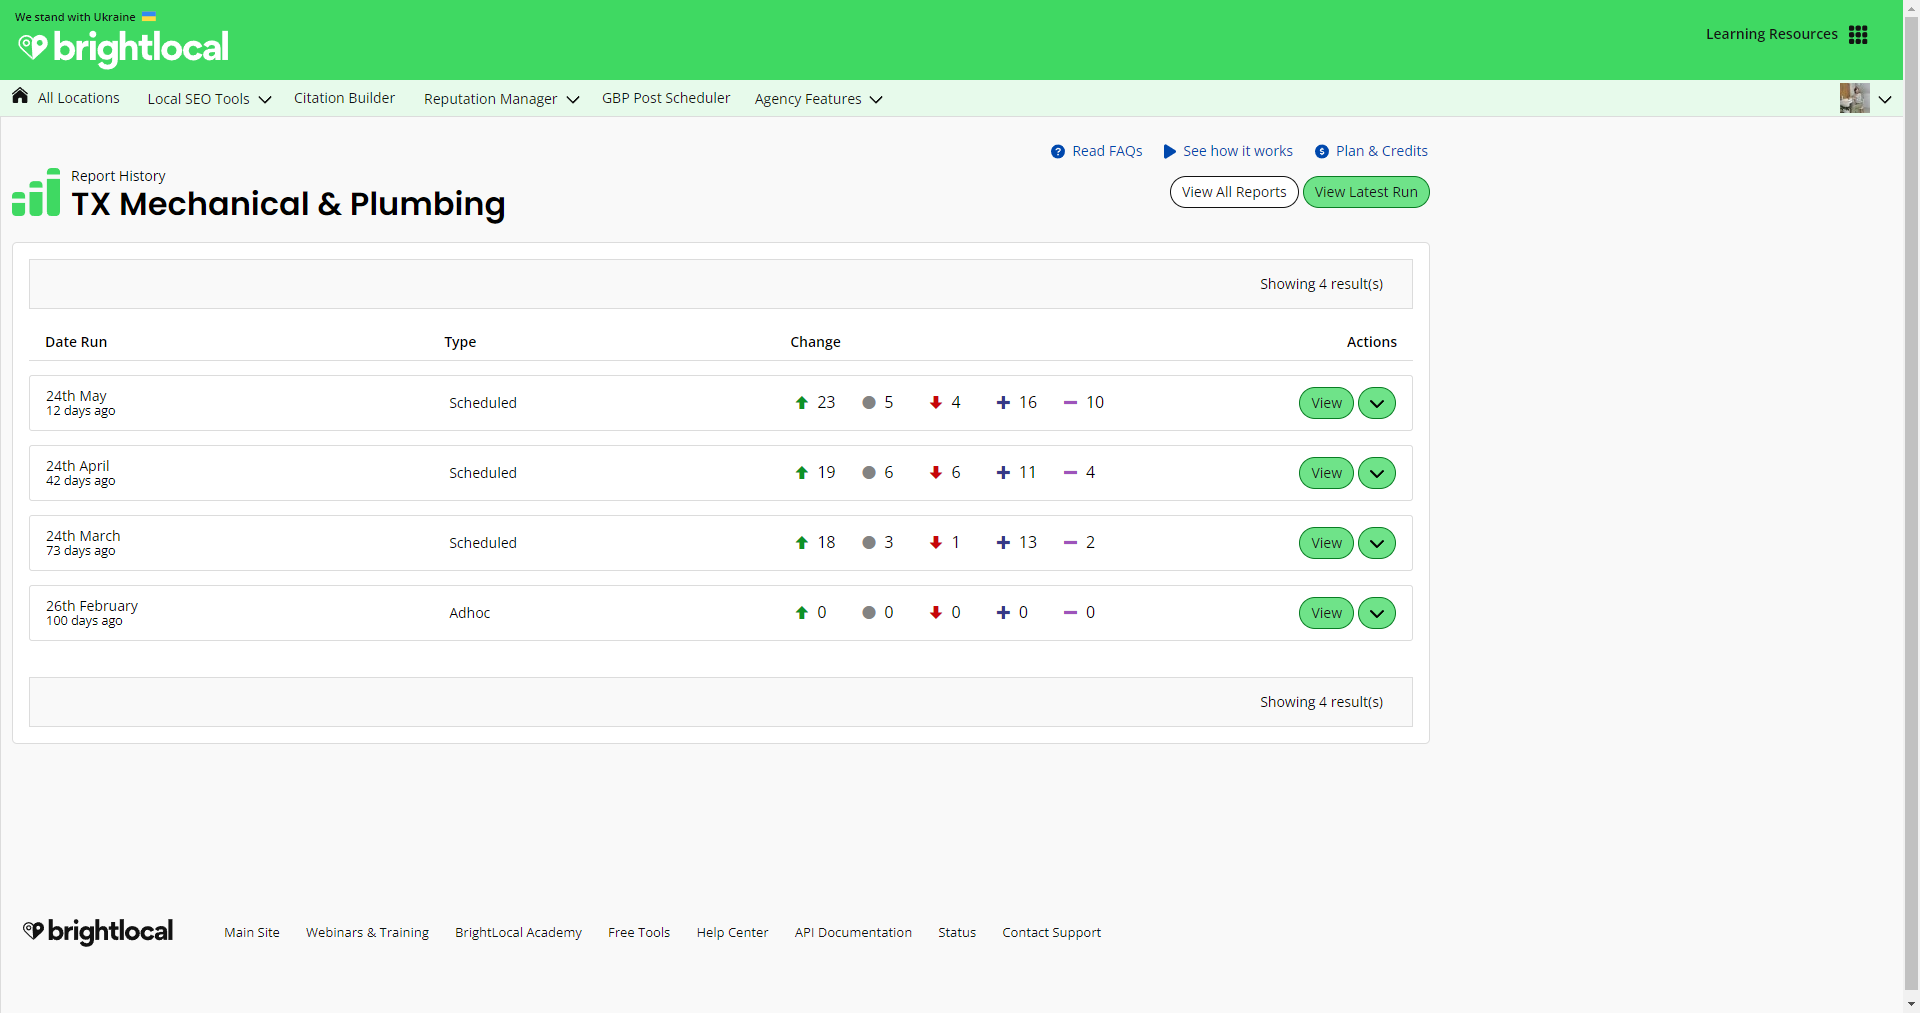 We stand with Ukraine
brightlocal
Learning Resources
All Locations
Local SEO Tools
Citation Builder
Reputation Manager
GBP Post Scheduler
Agency Features
Read FAQs
See how it works
Plan & Credits
Report History
TX Mechanical & Plumbing
View All Reports
View Latest Run
Showing 4 result(s)
Date Run Type Change Actions
24th May
12 days ago
Scheduled
23 5 4 16 10
View
24th April
42 days ago
Scheduled
19 6 6 11 4
View
24th March
73 days ago
Scheduled
18 3 1 13 2
View
26th February
100 days ago
Adhoc
0 0 0 0 0
View
Showing 4 result(s)
brightlocal
Main Site
Webinars & Training
BrightLocal Academy
Free Tools
Help Center
API Documentation
Status
Contact Support